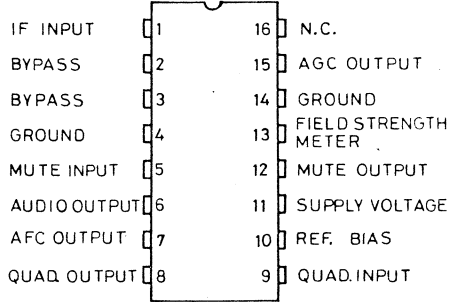 IF INPUT 1 16 N.C.
BYPASS 2 15 AGC OUTPUT
BYPASS 3 14 GROUND
GROUND 4 13 FIELD STRENGTH METER
MUTE INPUT 5 12 MUTE OUTPUT
AUDIO OUTPUT 6 11 SUPPLY VOLTAGE
AFC OUTPUT 7 10 REF. BIAS
QUAD. OUTPUT 8 9 QUAD. INPUT